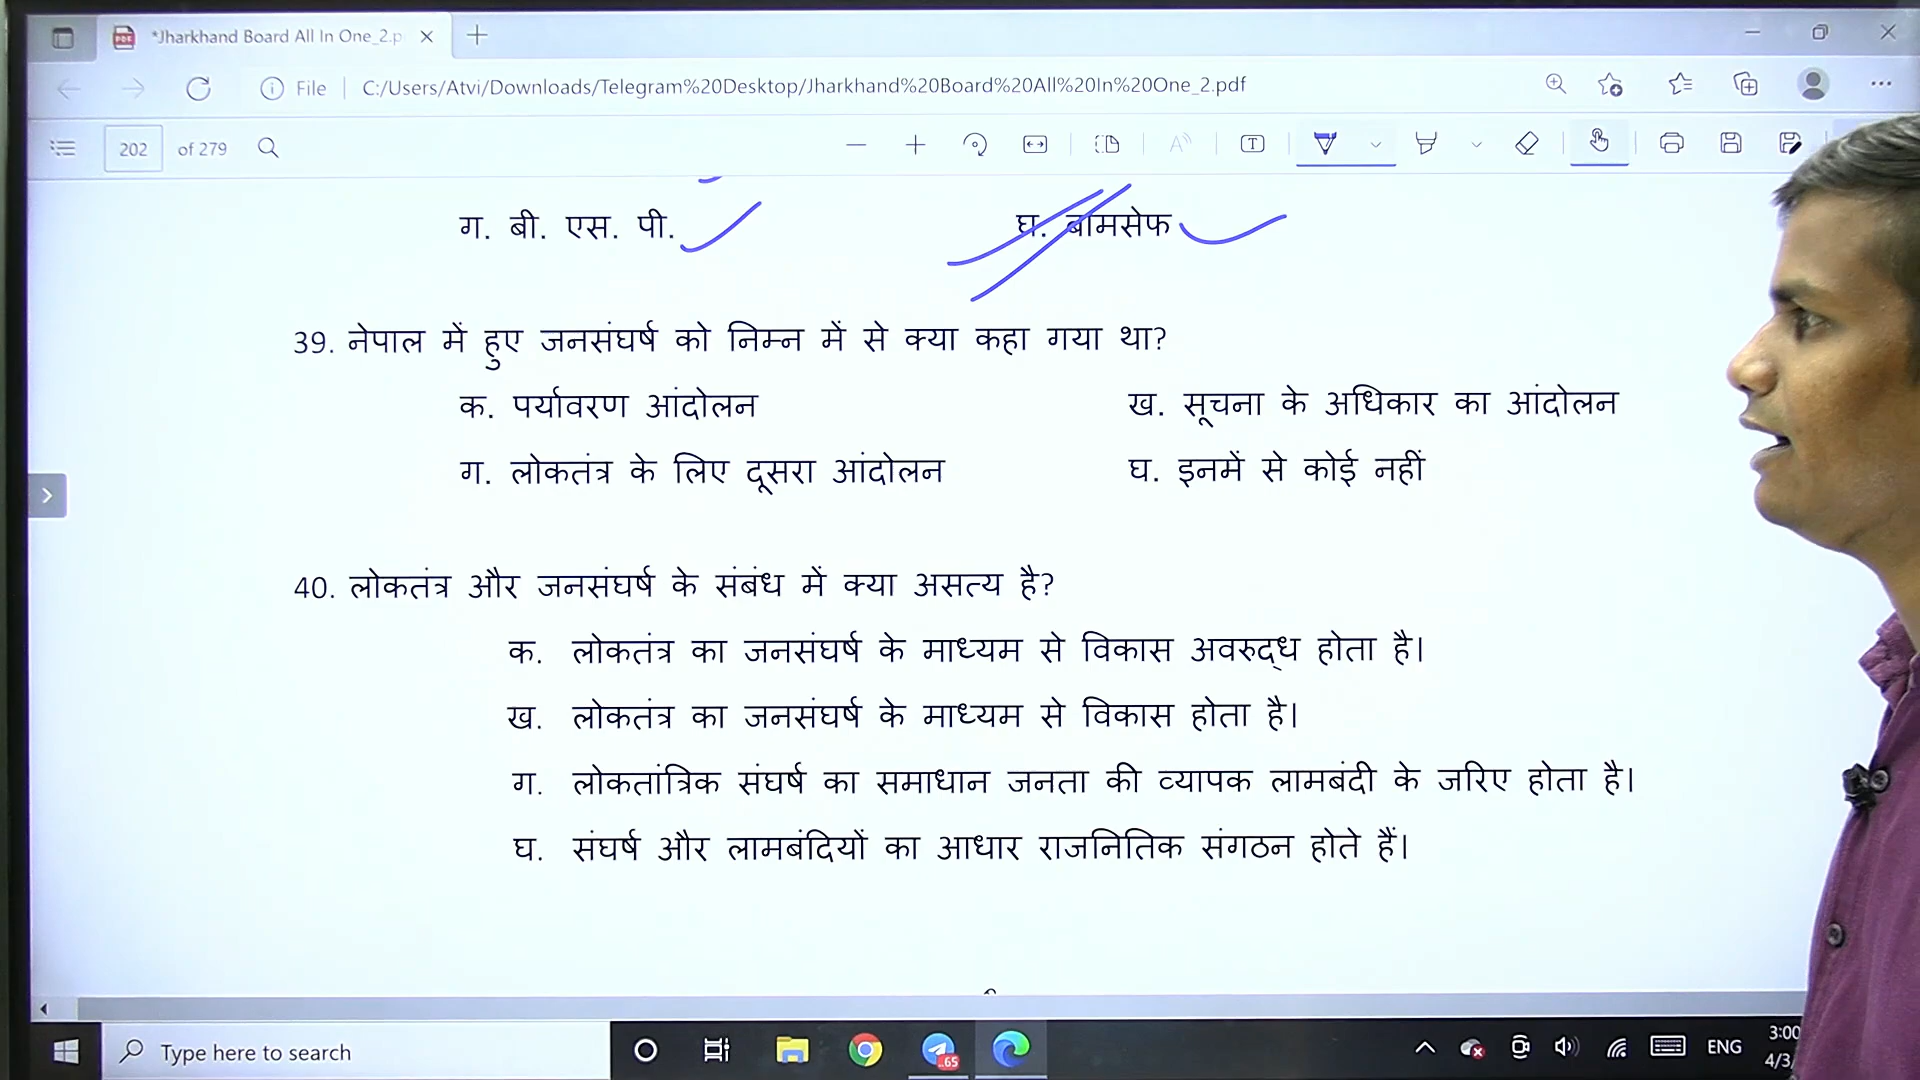 *Jharkhand Board All In One_2.p
File
C:/Users/Atvi/Downloads/Telegram%20Desktop/Jharkhand%20Board%20All%20In%20One_2.pdf
202 of 279
ग. बी. एस. पी. घ. बामसेफ
39. नेपाल में हुए जनसंघर्ष को निम्न में से क्या कहा गया था?
क. पर्यावरण आंदोलन ख. सूचना के अधिकार का आंदोलन
ग. लोकतंत्र के लिए दूसरा आंदोलन घ. इनमें से कोई नहीं
40. लोकतंत्र और जनसंघर्ष के संबंध में क्या असत्य है?
क. लोकतंत्र का जनसंघर्ष के माध्यम से विकास अवरुद्ध होता है।
ख. लोकतंत्र का जनसंघर्ष के माध्यम से विकास होता है।
ग. लोकतांत्रिक संघर्ष का समाधान जनता की व्यापक लामबंदी के जरिए होता है।
घ. संघर्ष और लामबंदियों का आधार राजनितिक संगठन होते हैं।
Type here to search
65
ENG
3:00
4/3/